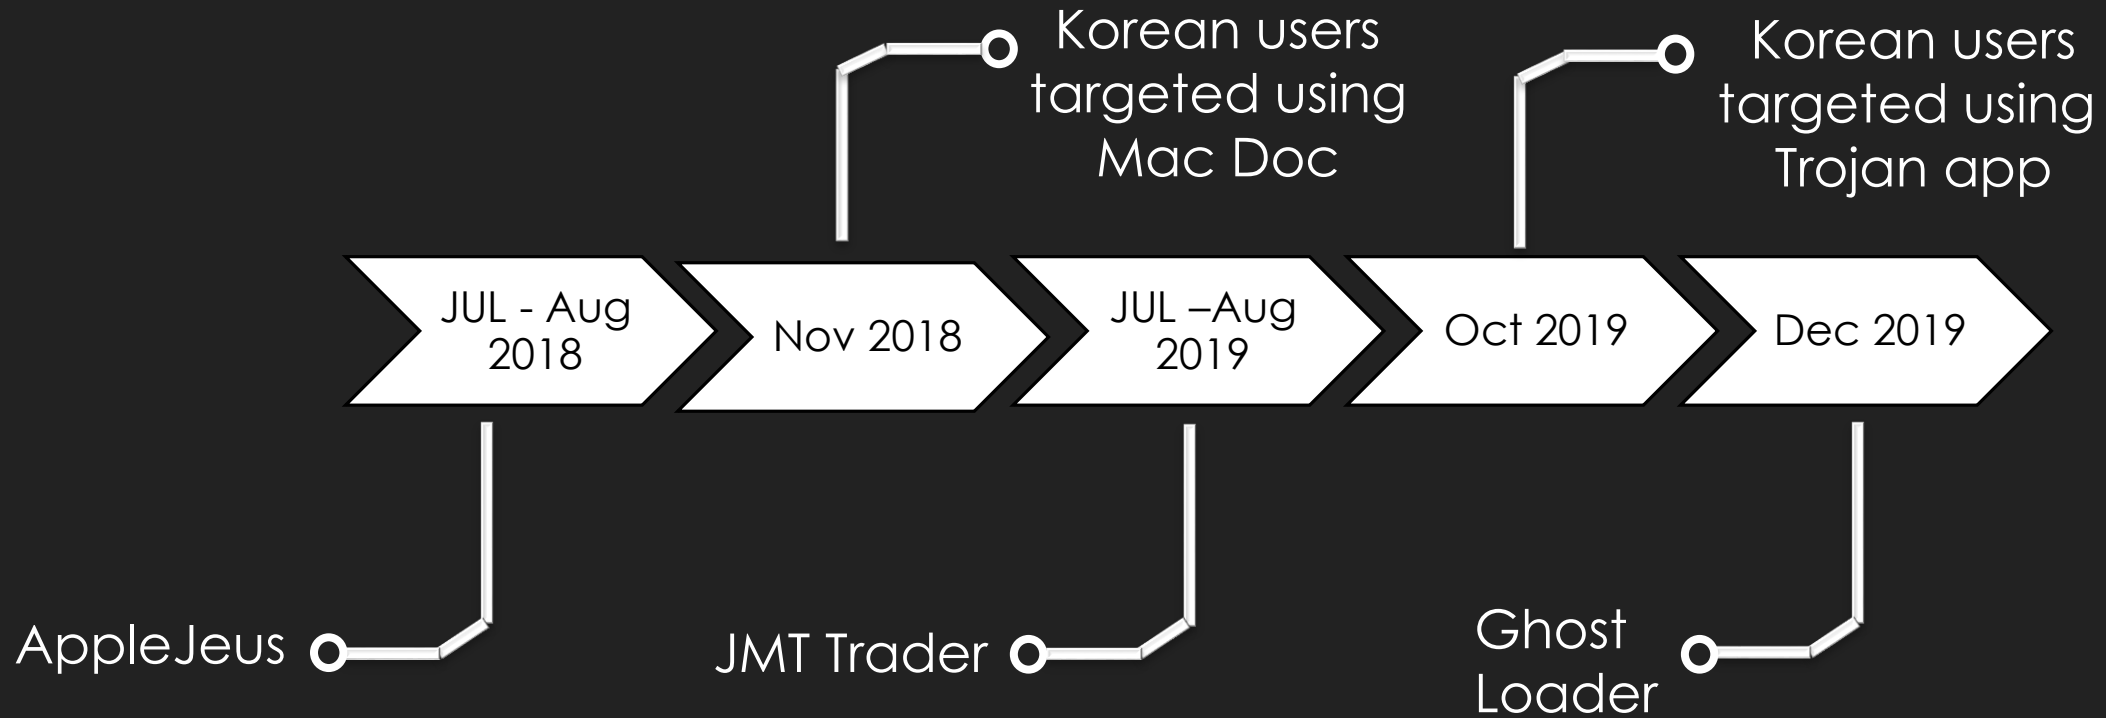 Korean users
targeted using
Mac Doc
Korean users
targeted using
Trojan app
JUL - Aug
2018
Nov 2018
JUL –Aug
2019
Oct 2019
Dec 2019
AppleJeus
JMT Trader
Ghost
Loader